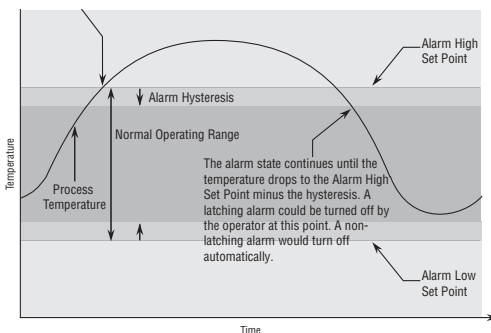 Alarm High
Set Point
Alarm Hysteresis
Normal Operating Range
Temperature
Process
Temperature
The alarm state continues until the
temperature drops to the Alarm High
Set Point minus the hysteresis. A
latching alarm could be turned off by
the operator at this point. A non-
latching alarm would turn off
automatically.
Alarm Low
Set Point
Time